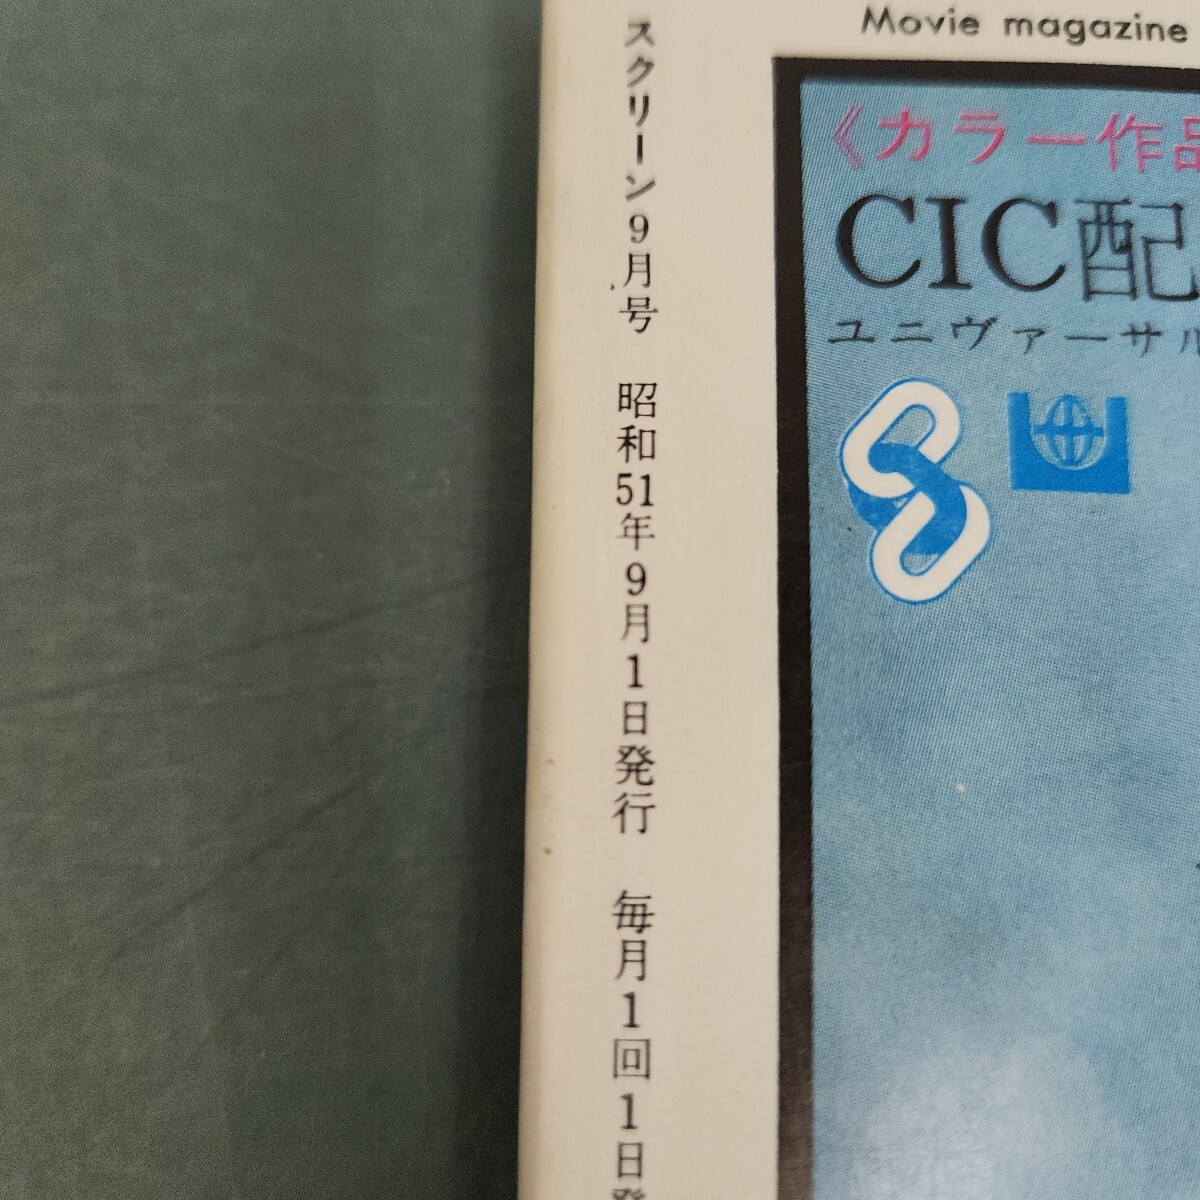 Movie magazine
スクリーン9月号 昭和51年9月1日発行 毎月1回1日発
《カラー作品
CIC配
ユニヴァーサル